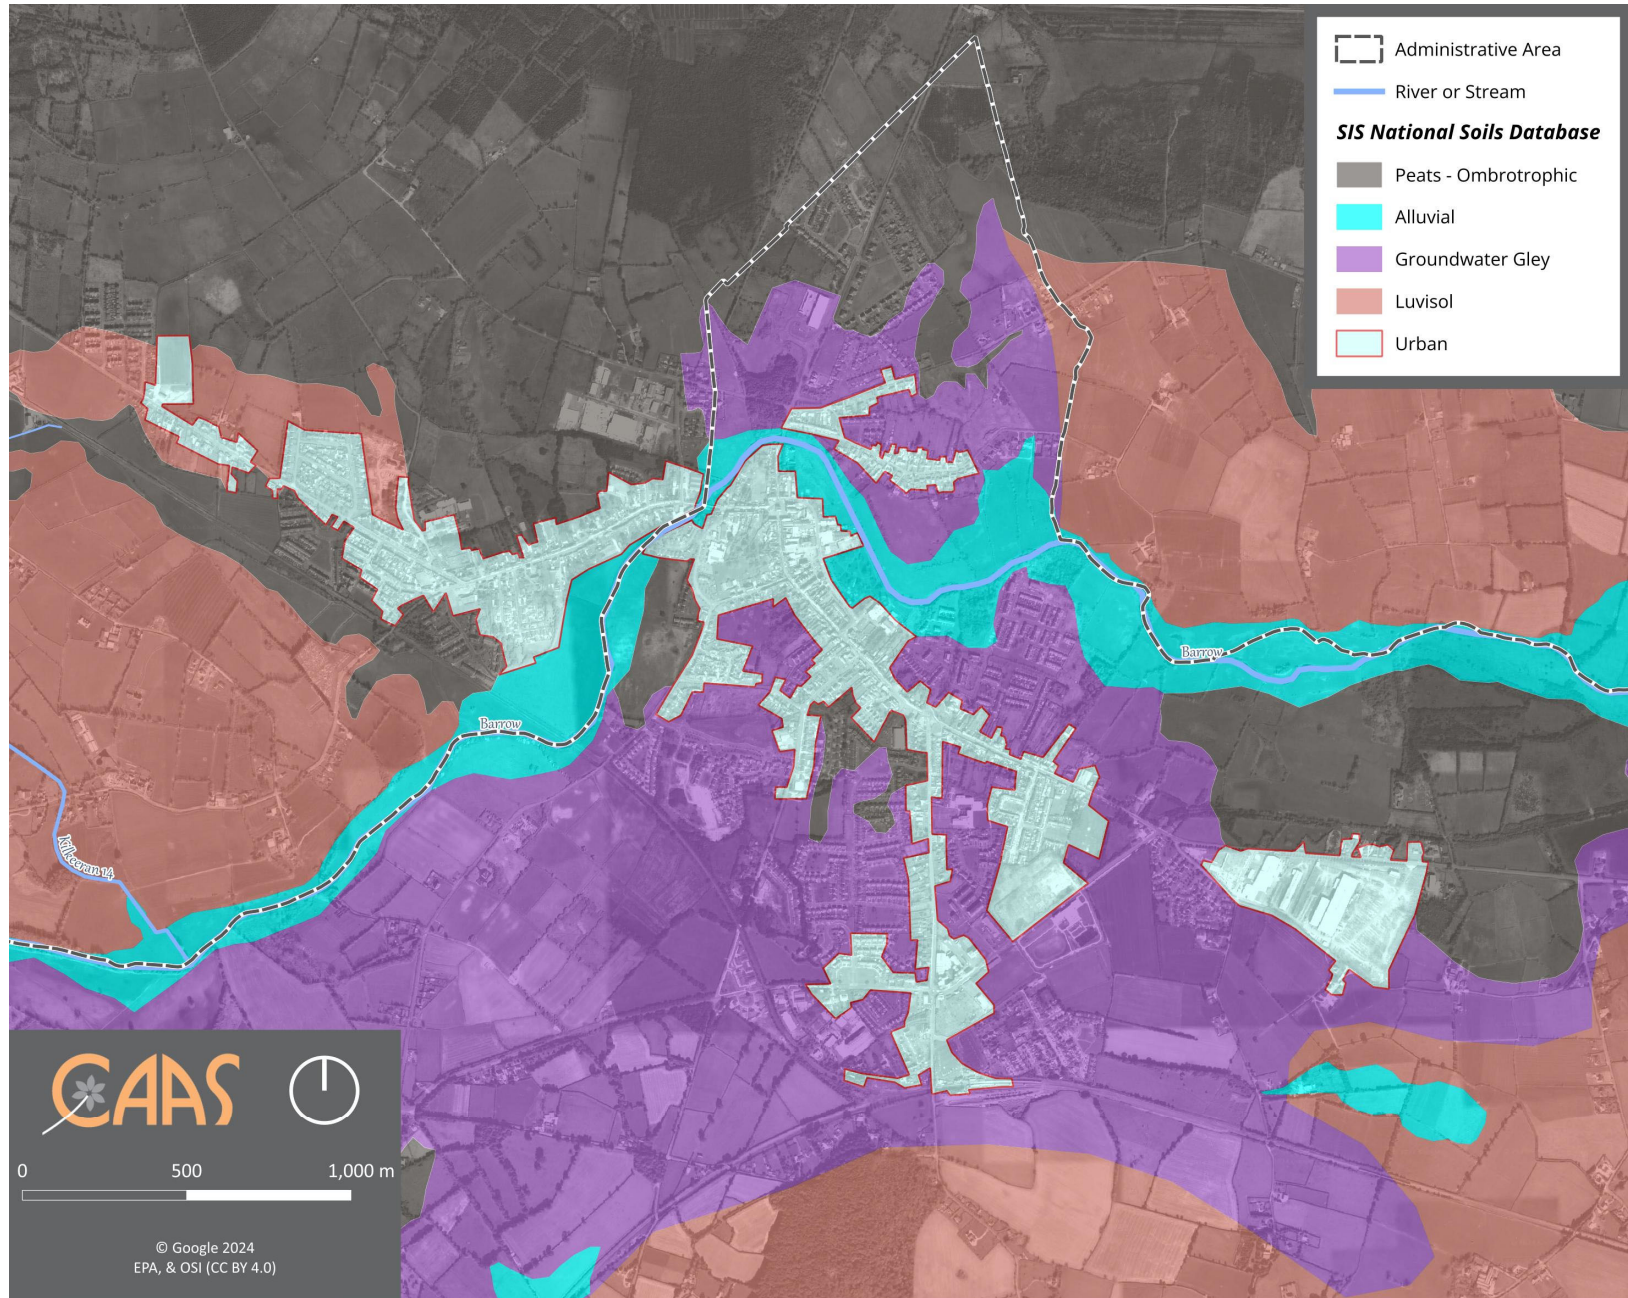 Administrative Area
River or Stream
SIS National Soils Database
Peats - Ombrotrophic
Alluvial
Groundwater Gley
Luvisol
Urban
Barrow
Barrow
Kilkeeran 14
CAAS
0 500 1,000 m
© Google 2024
EPA, & OSI (CC BY 4.0)